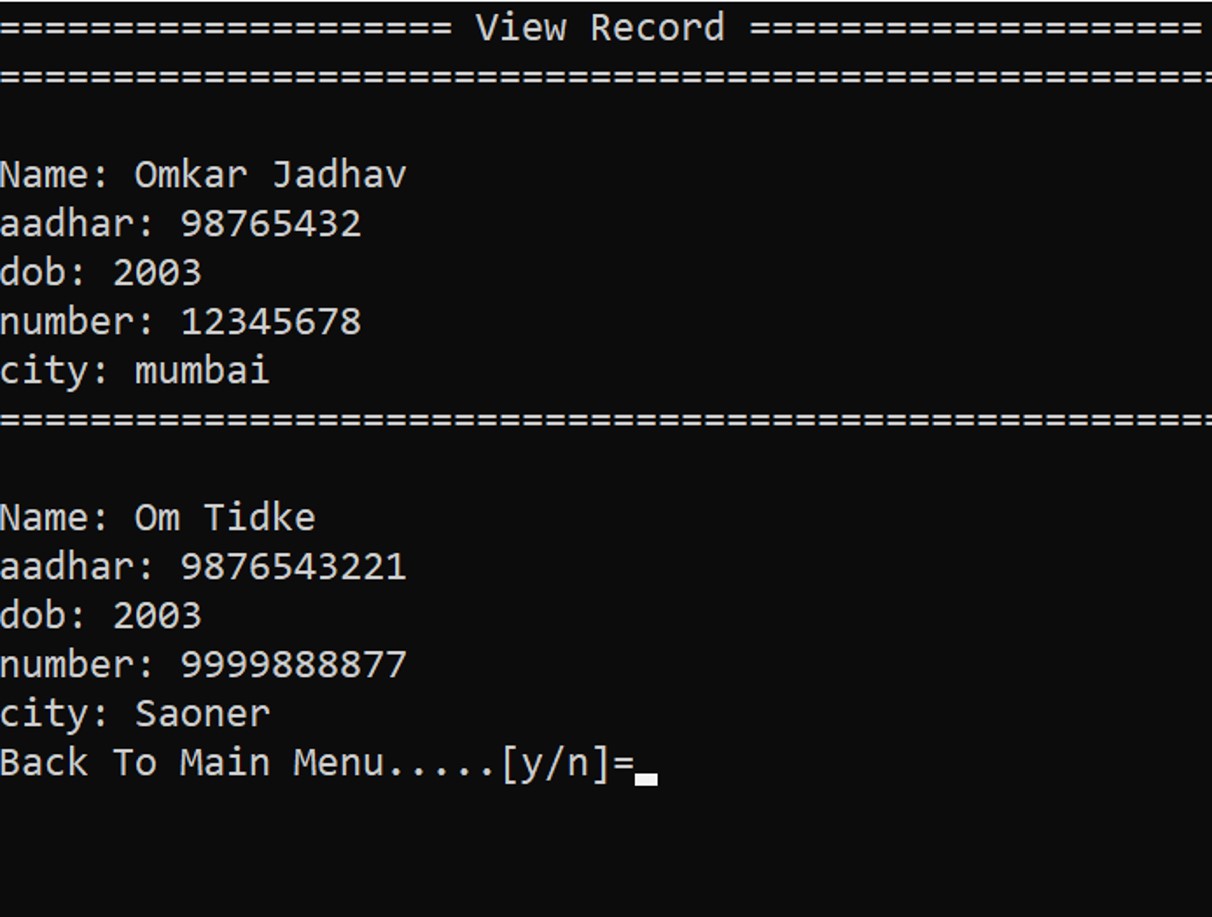 ==================== View Record ====================
======================================================
Name: Omkar Jadhav
aadhar: 98765432
dob: 2003
number: 12345678
city: mumbai
======================================================
Name: Om Tidke
aadhar: 9876543221
dob: 2003
number: 9999888877
city: Saoner
Back To Main Menu.....[y/n]=